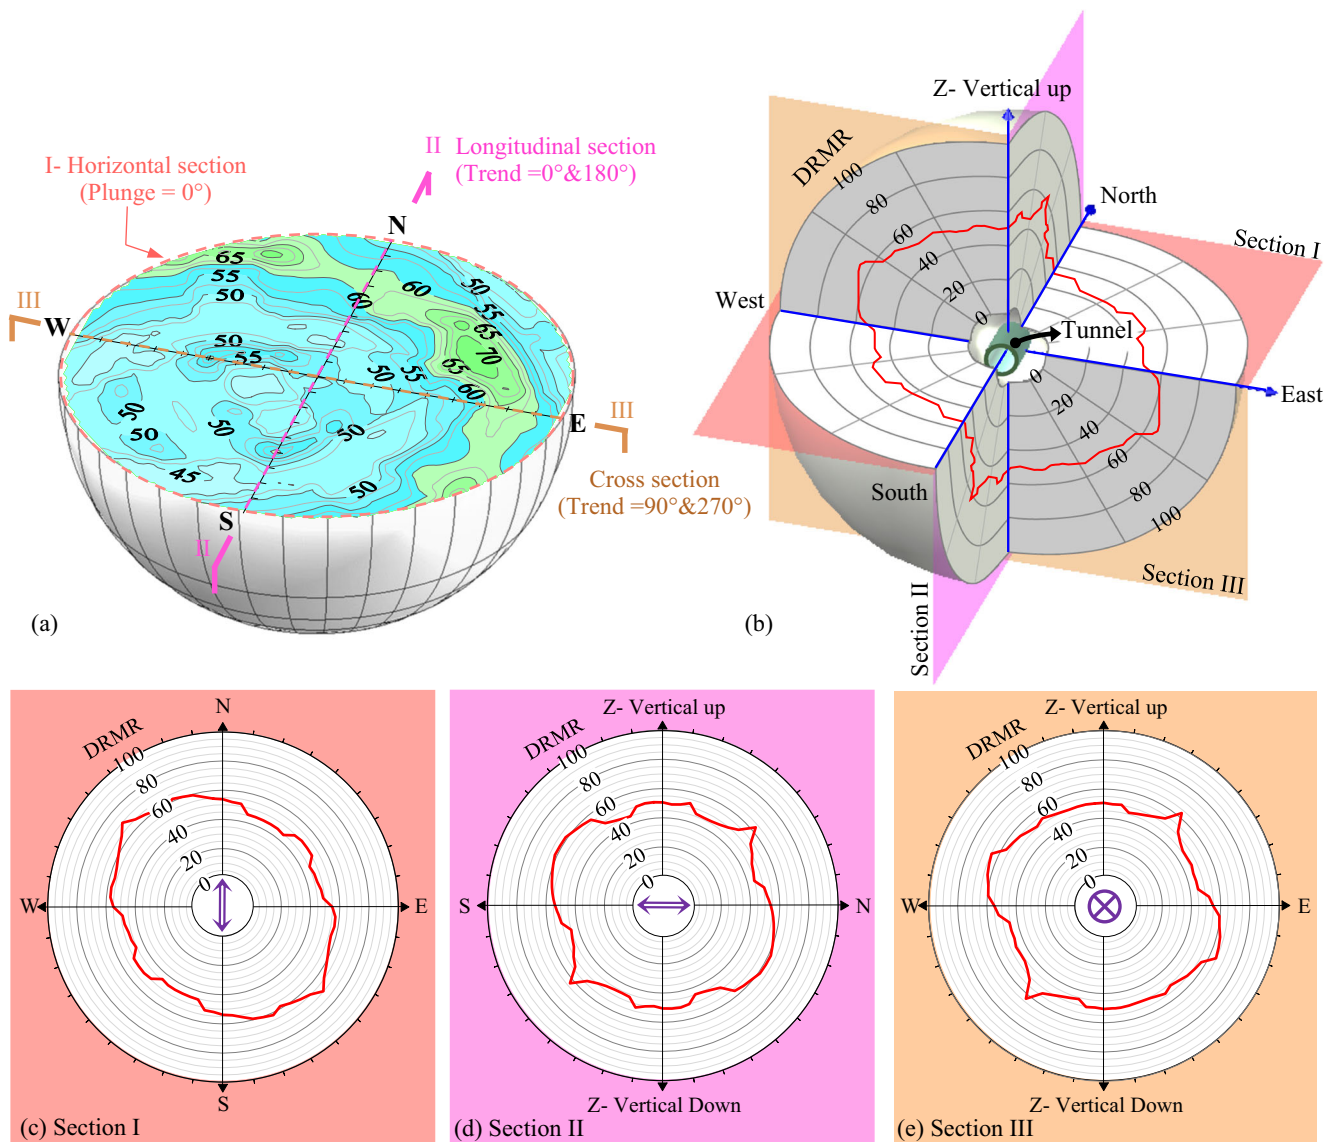 I- Horizontal section
(Plunge = 0°)
II
Longitudinal section
(Trend =0°&180°)
N
III
W
65
55
50
60
60
50
55
65
70
65
60
50
55
50
55
50
50
50
50
45
50
E
III
S
II
Cross section
(Trend =90°&270°)
(a)
Z- Vertical up
DRMR
100
80
60
40
20
0
North
Section I
West
Tunnel
East
0
20
40
60
80
100
South
Section II
Section III
(b)
N
DRMR
100
80
60
40
20
0
W
E
S
(c) Section I
Z- Vertical up
DRMR
100
80
60
40
20
0
S
N
Z- Vertical Down
(d) Section II
Z- Vertical up
DRMR
100
80
60
40
20
0
W
E
Z- Vertical Down
(e) Section III